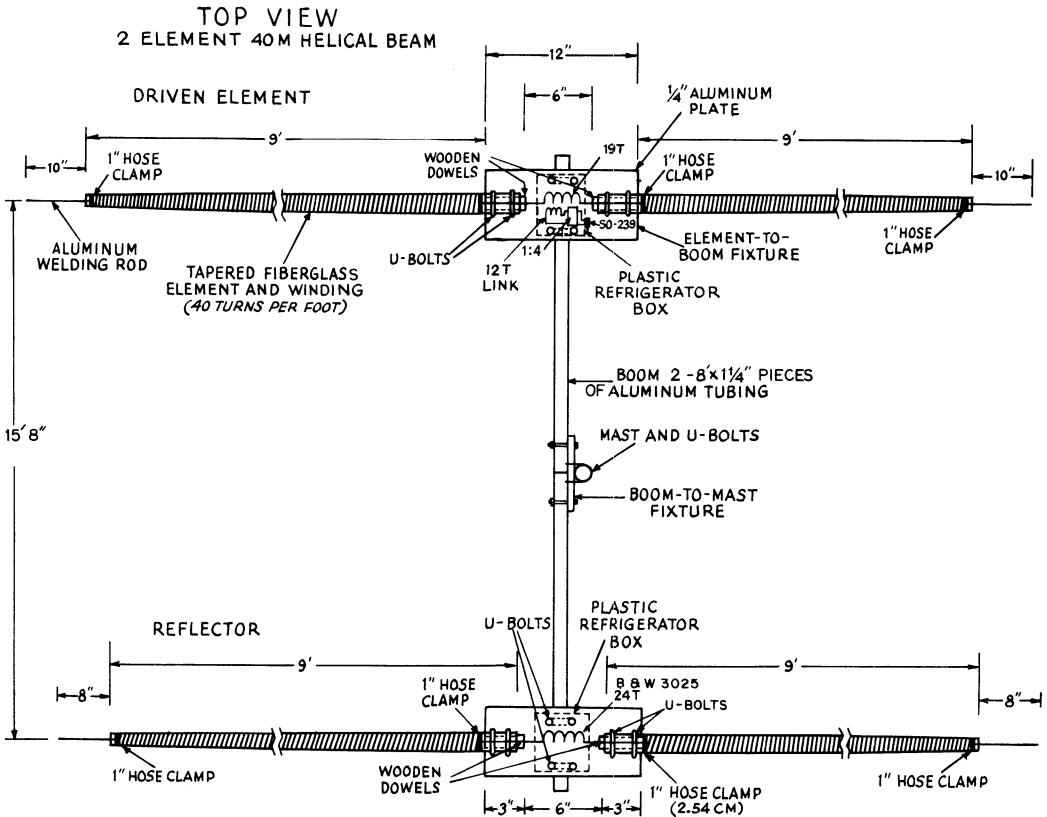 TOP VIEW
2 ELEMENT 40M HELICAL BEAM
12"
DRIVEN ELEMENT
6"
1/4" ALUMINUM
PLATE
9'
9'
10"
1" HOSE
CLAMP
WOODEN
DOWELS
19T
1" HOSE
CLAMP
10"
ALUMINUM
WELDING ROD
TAPERED FIBERGLASS
ELEMENT AND WINDING
(40 TURNS PER FOOT)
U-BOLTS
1:4
12T
LINK
SO-239
PLASTIC
REFRIGERATOR
BOX
ELEMENT-TO-
BOOM FIXTURE
1" HOSE
CLAMP
BOOM 2-8'x1 1/4" PIECES
OF ALUMINUM TUBING
15'8"
MAST AND U-BOLTS
BOOM-TO-MAST
FIXTURE
REFLECTOR
U-BOLTS
PLASTIC
REFRIGERATOR
BOX
9'
9'
8"
1" HOSE
CLAMP
B & W 3025
24T
U-BOLTS
8"
1" HOSE CLAMP
WOODEN
DOWELS
1" HOSE CLAMP
(2.54 CM)
1" HOSE CLAMP
3"
6"
3"